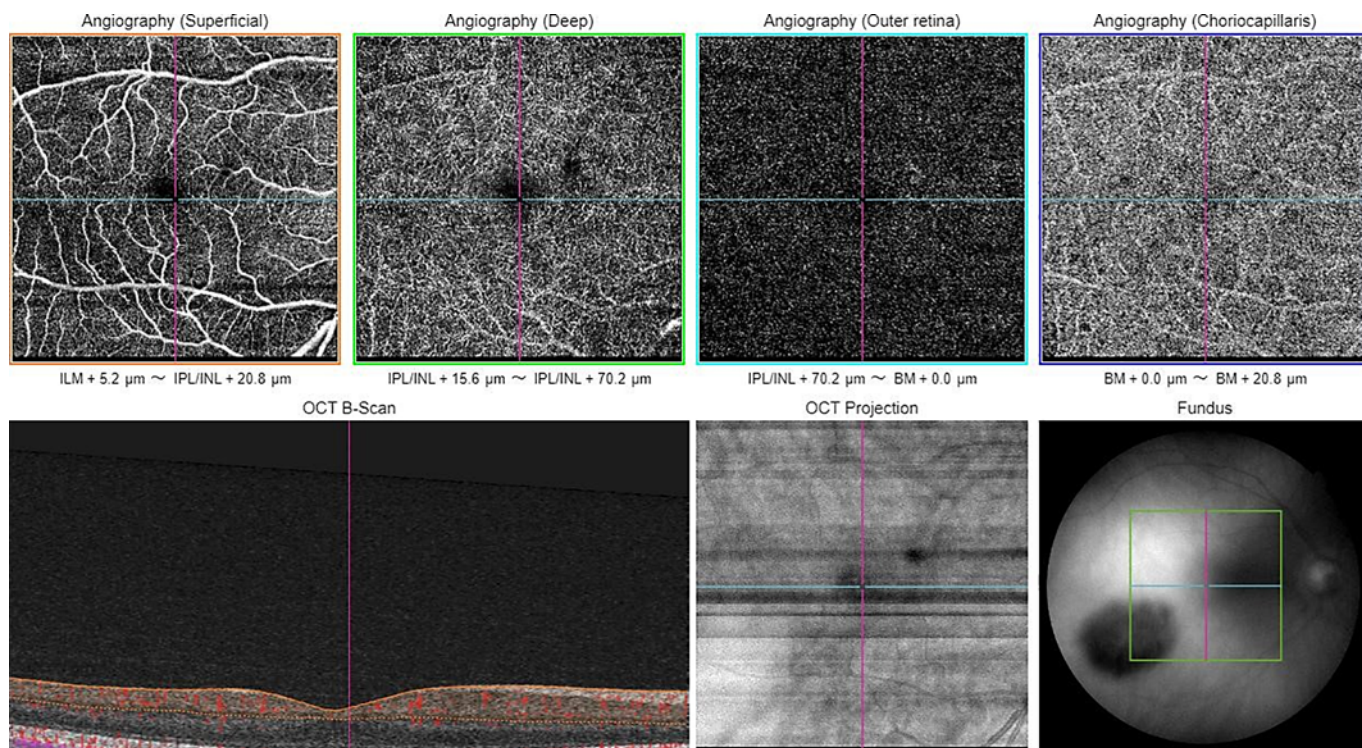 Angiography (Superficial)
Angiography (Deep)
Angiography (Outer retina)
Angiography (Choriocapillaris)
ILM + 5.2 µm ～ IPL/INL + 20.8 µm
IPL/INL + 15.6 µm ～ IPL/INL + 70.2 µm
IPL/INL + 70.2 µm ～ BM + 0.0 µm
BM + 0.0 µm ～ BM + 20.8 µm
OCT B-Scan
OCT Projection
Fundus